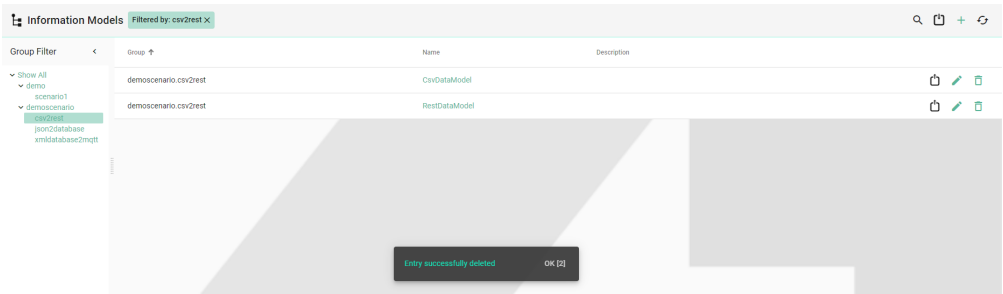 Information Models Filtered by: csv2rest ×
Group Filter
Show All
demo
scenario1
demoscenario
csv2rest
json2database
xmldatabase2mqtt
Group Name Description
demoscenario.csv2rest CsvDataModel
demoscenario.csv2rest RestDataModel
Entry successfully deleted OK [2]